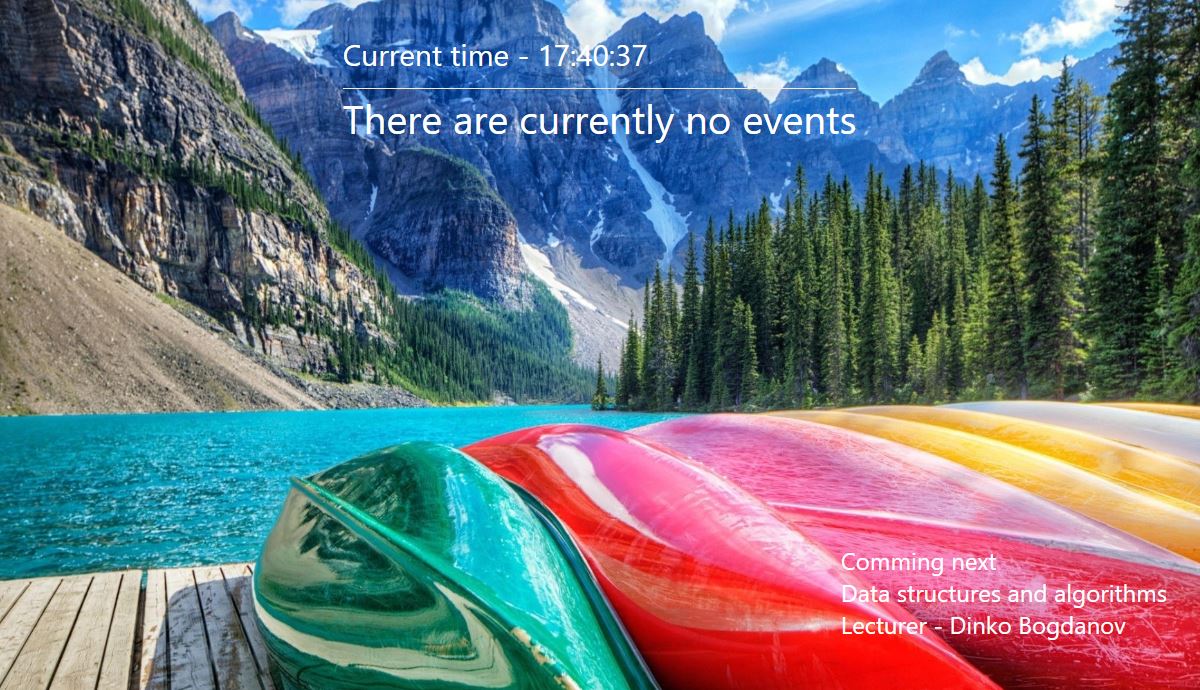 Current time - 17:40:37
There are currently no events
Comming next
Data structures and algorithms
Lecturer - Dinko Bogdanov